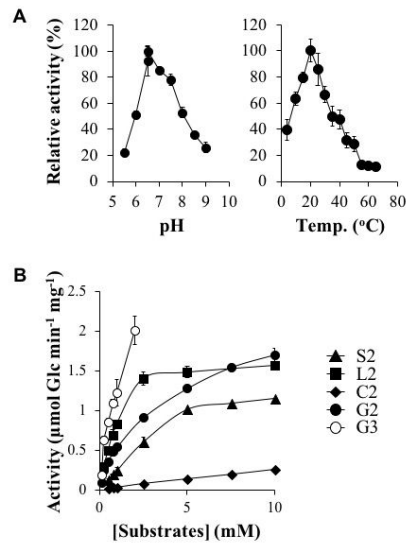 A
Relative activity (%)
120
100
80
60
40
20
0
5 6 7 8 9 10
pH
120
100
80
60
40
20
0
0 20 40 60 80
Temp. (°C)
B
Activity (μmol Glc min⁻¹ mg⁻¹)
2.5
2
1.5
1
0.5
0
0 5 10
[Substrates] (mM)
S2
L2
C2
G2
G3